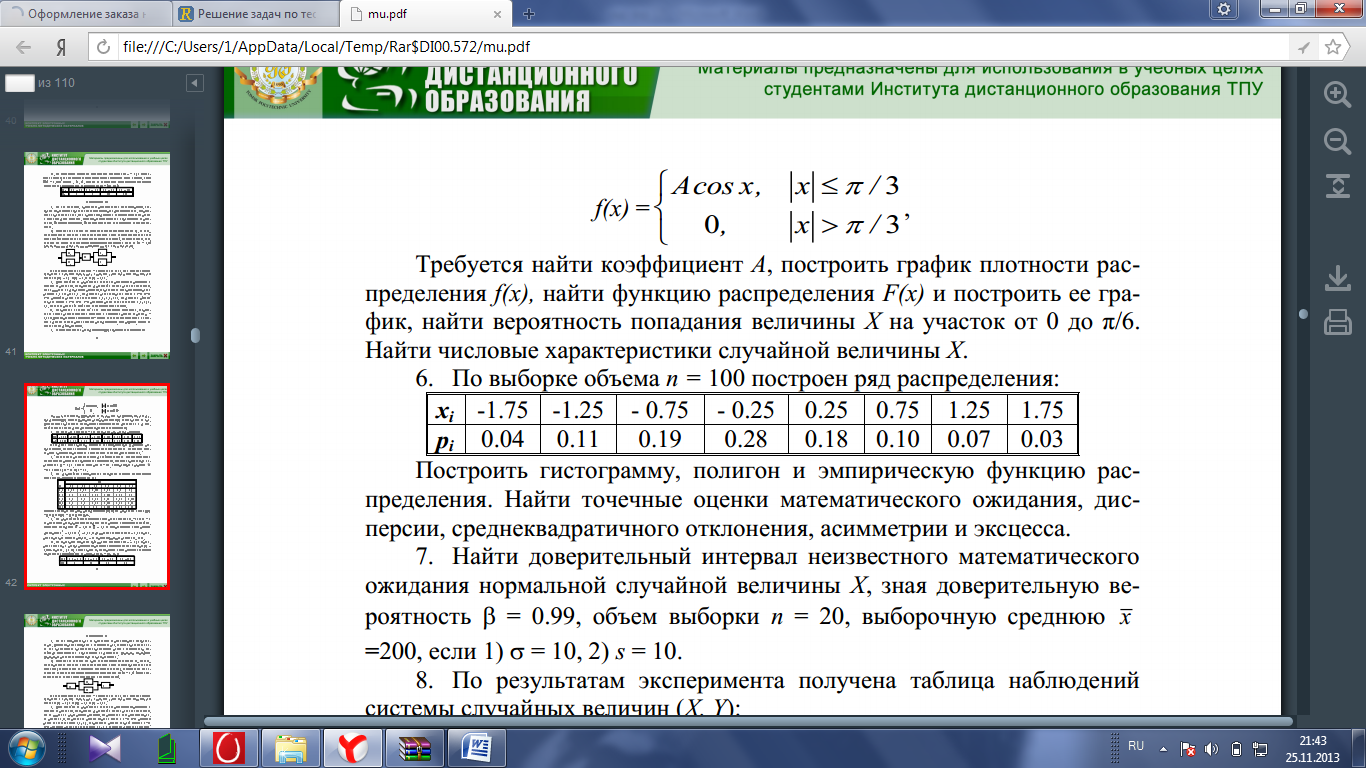 Оформление заказа н
Решение задач по тес
mu.pdf
file:///C:/Users/1/AppData/Local/Temp/Rar$DI00.572/mu.pdf
из 110
40
41
42
ДИСТАНЦИОННОГО
ОБРАЗОВАНИЯ
Материалы предназначены для использования в учебных целях
студентами Института дистанционного образования ТПУ
f(x) = { A cos x, |x| ≤ π / 3
0, |x| > π / 3 ,
Требуется найти коэффициент A, построить график плотности рас-
пределения f(x), найти функцию распределения F(x) и построить ее гра-
фик, найти вероятность попадания величины X на участок от 0 до π/6.
Найти числовые характеристики случайной величины X.
6. По выборке объема n = 100 построен ряд распределения:
xi -1.75 -1.25 - 0.75 - 0.25 0.25 0.75 1.25 1.75
pi 0.04 0.11 0.19 0.28 0.18 0.10 0.07 0.03
Построить гистограмму, полигон и эмпирическую функцию рас-
пределения. Найти точечные оценки математического ожидания, дис-
персии, среднеквадратичного отклонения, асимметрии и эксцесса.
7. Найти доверительный интервал неизвестного математического
ожидания нормальной случайной величины X, зная доверительную ве-
роятность β = 0.99, объем выборки n = 20, выборочную среднюю x̅
=200, если 1) σ = 10, 2) s = 10.
8. По результатам эксперимента получена таблица наблюдений
системы случайных величин (X, Y):
RU
21:43
25.11.2013